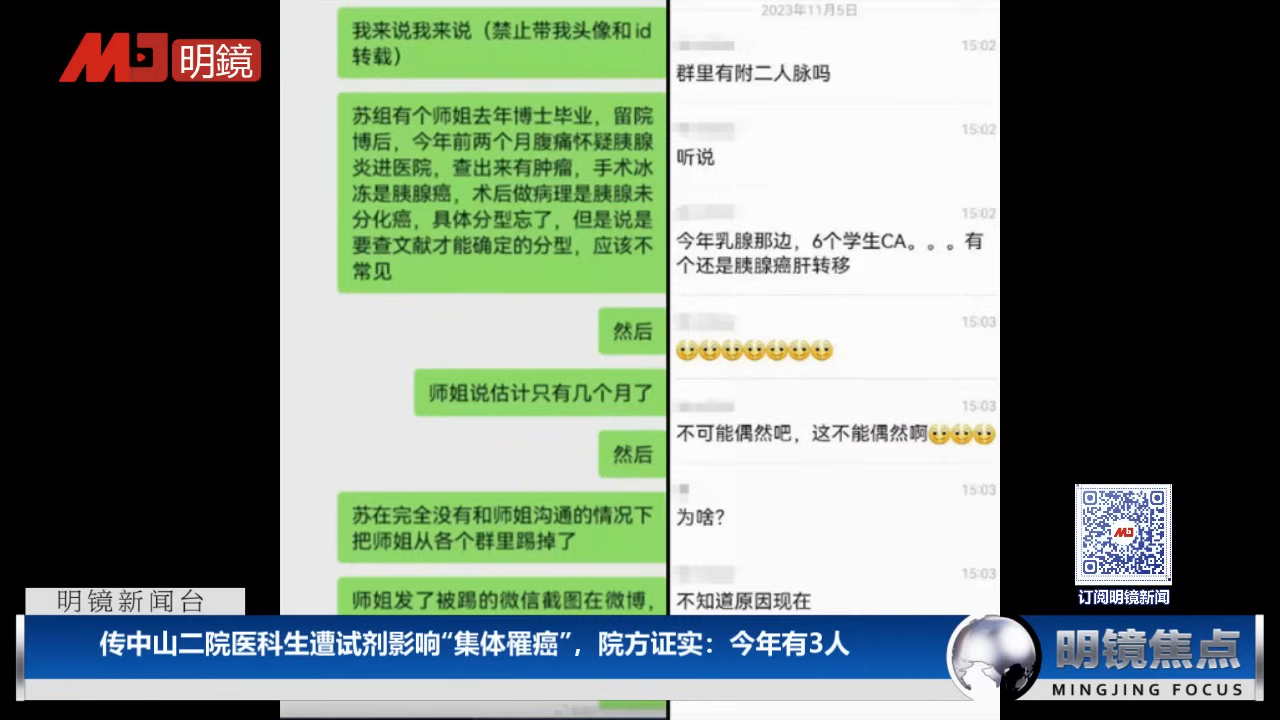 MJ 明鏡
我来说我来说（禁止带我头像和id
转载）
苏组有个师姐去年博士毕业，留院
博后，今年前两个月腹痛怀疑胰腺
炎进医院，查出来有肿瘤，手术冰
冻是胰腺癌，术后做病理是胰腺未
分化癌，具体分型忘了，但是说是
要查文献才能确定的分型，应该不
常见
然后
师姐说估计只有几个月了
然后
苏在完全没有和师姐沟通的情况下
把师姐从各个群里踢掉了
师姐发了被踢的微信截图在微博，
2023年11月5日
15:02
群里有附二人脉吗
15:02
听说
15:02
今年乳腺那边，6个学生CA。。。有
个还是胰腺癌肝转移
15:03
15:03
不可能偶然吧，这不能偶然啊
15:03
为啥？
15:03
不知道原因现在
MJ
订阅明镜新闻
明镜新闻台
传中山二院医科生遭试剂影响“集体罹癌”，院方证实：今年有3人
明镜焦点
MINGJING FOCUS